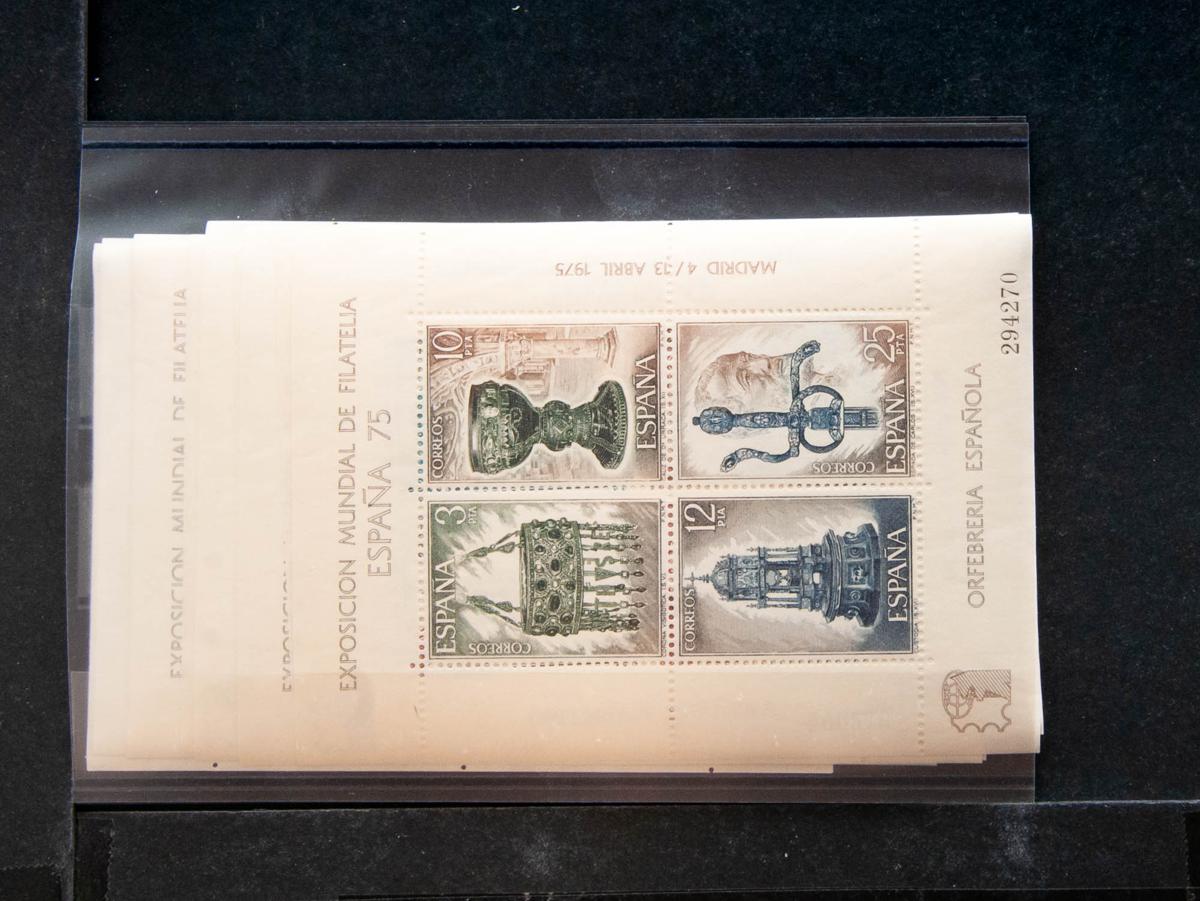 EXPOSICION MUNDIAL DE FILATELIA
EXPOSICION
EXPOSICION MUNDIAL DE FILATELIA
ESPAÑA 75
MADRID 4/13 ABRIL 1975
3 PTA
ESPAÑA
CORREOS
10 PTA
CORREOS
ESPAÑA
12 PTA
CORREOS
ESPAÑA
25 PTA
CORREOS
ESPAÑA
ORFEBRERIA ESPAÑOLA
294270